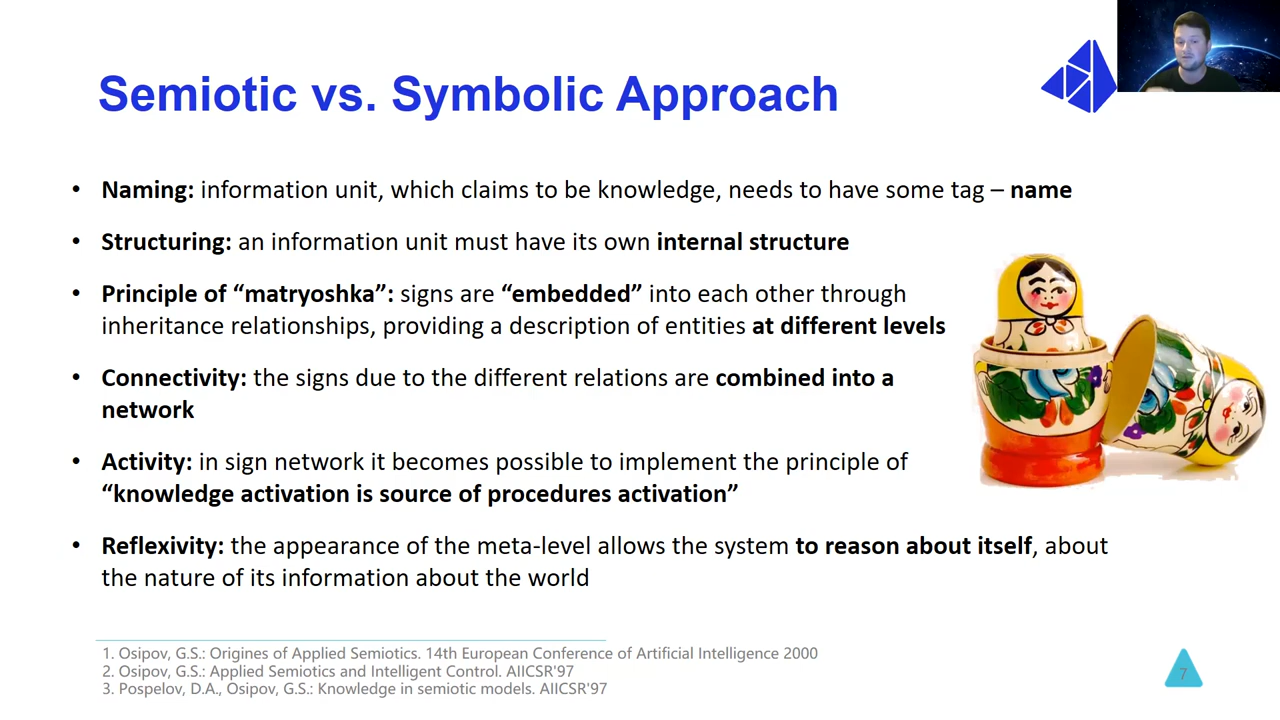 Semiotic vs. Symbolic Approach
• Naming: information unit, which claims to be knowledge, needs to have some tag – name
• Structuring: an information unit must have its own internal structure
• Principle of “matryoshka”: signs are “embedded” into each other through
inheritance relationships, providing a description of entities at different levels
• Connectivity: the signs due to the different relations are combined into a
network
• Activity: in sign network it becomes possible to implement the principle of
“knowledge activation is source of procedures activation”
• Reflexivity: the appearance of the meta-level allows the system to reason about itself, about
the nature of its information about the world
1. Osipov, G.S.: Origines of Applied Semiotics. 14th European Conference of Artificial Intelligence 2000
2. Osipov, G.S.: Applied Semiotics and Intelligent Control. AIICSR'97
3. Pospelov, D.A., Osipov, G.S.: Knowledge in semiotic models. AIICSR'97
7